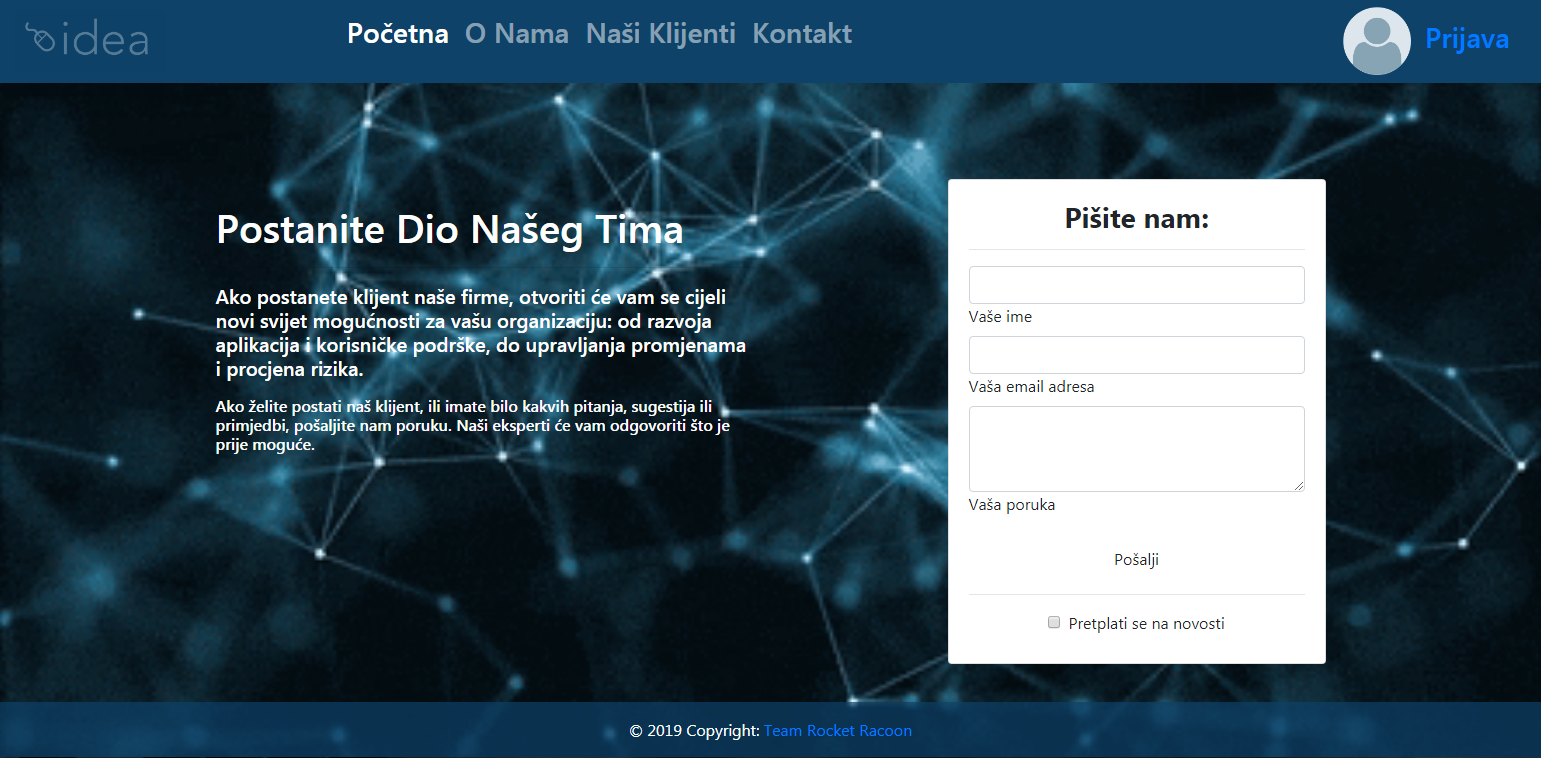 idea
Početna O Nama Naši Klijenti Kontakt
Prijava
Postanite Dio Našeg Tima
Ako postanete klijent naše firme, otvoriti će vam se cijeli
novi svijet mogućnosti za vašu organizaciju: od razvoja
aplikacija i korisničke podrške, do upravljanja promjenama
i procjena rizika.
Ako želite postati naš klijent, ili imate bilo kakvih pitanja, sugestija ili
primjedbi, pošaljite nam poruku. Naši eksperti će vam odgovoriti što je
prije moguće.
Pišite nam:
Vaše ime
Vaša email adresa
Vaša poruka
Pošalji
Pretplati se na novosti
© 2019 Copyright: Team Rocket Racoon